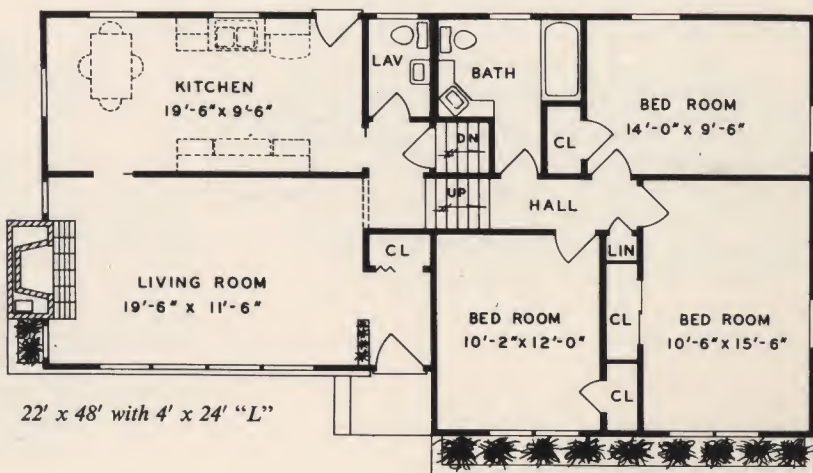 KITCHEN
19'-6" x 9'-6"
LAV
BATH
BED ROOM
14'-0" x 9'-6"
CL
DN
UP
HALL
CL
LIN
LIVING ROOM
19'-6" x 11'-6"
BED ROOM
10'-2" x 12'-0"
CL
BED ROOM
10'-6" x 15'-6"
CL
22' x 48' with 4' x 24' "L"